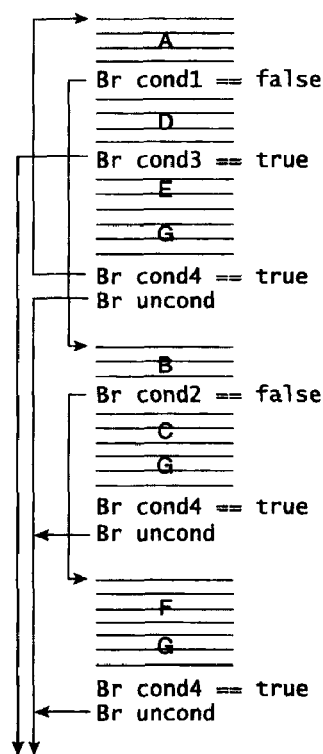 A
Br cond1 == false
D
Br cond3 == true
E
G
Br cond4 == true
Br uncond
B
Br cond2 == false
C
G
Br cond4 == true
Br uncond
F
G
Br cond4 == true
Br uncond